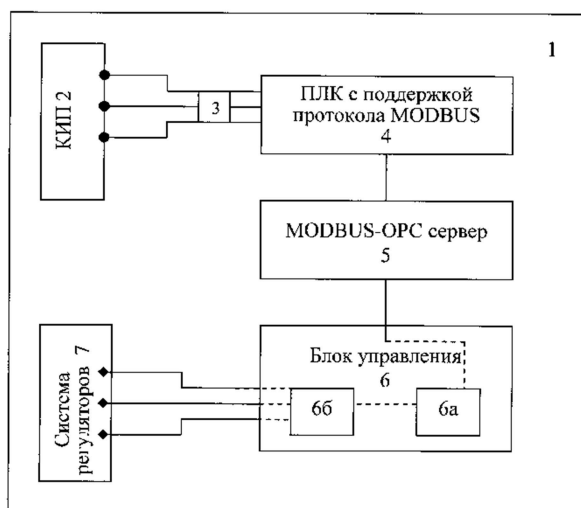 1
КИП 2
3
ПЛК с поддержкой
протокола MODBUS
4
MODBUS-OPC сервер
5
Блок управления
6
6б
6а
Система
регуляторов 7